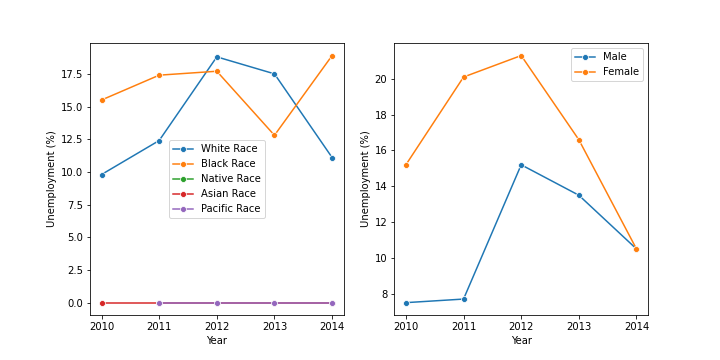 Unemployment (%)
17.5
15.0
12.5
10.0
7.5
5.0
2.5
0.0
White Race
Black Race
Native Race
Asian Race
Pacific Race
2010 2011 2012 2013 2014
Year
Unemployment (%)
20
18
16
14
12
10
8
Male
Female
2010 2011 2012 2013 2014
Year